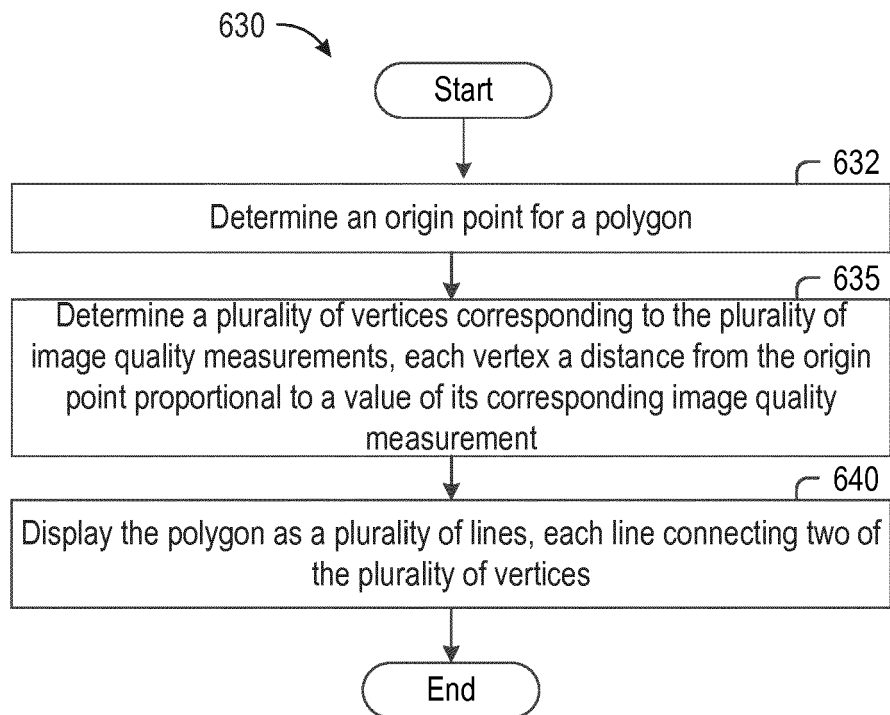 630
Start
632
Determine an origin point for a polygon
635
Determine a plurality of vertices corresponding to the plurality of
image quality measurements, each vertex a distance from the origin
point proportional to a value of its corresponding image quality
measurement
640
Display the polygon as a plurality of lines, each line connecting two of
the plurality of vertices
End